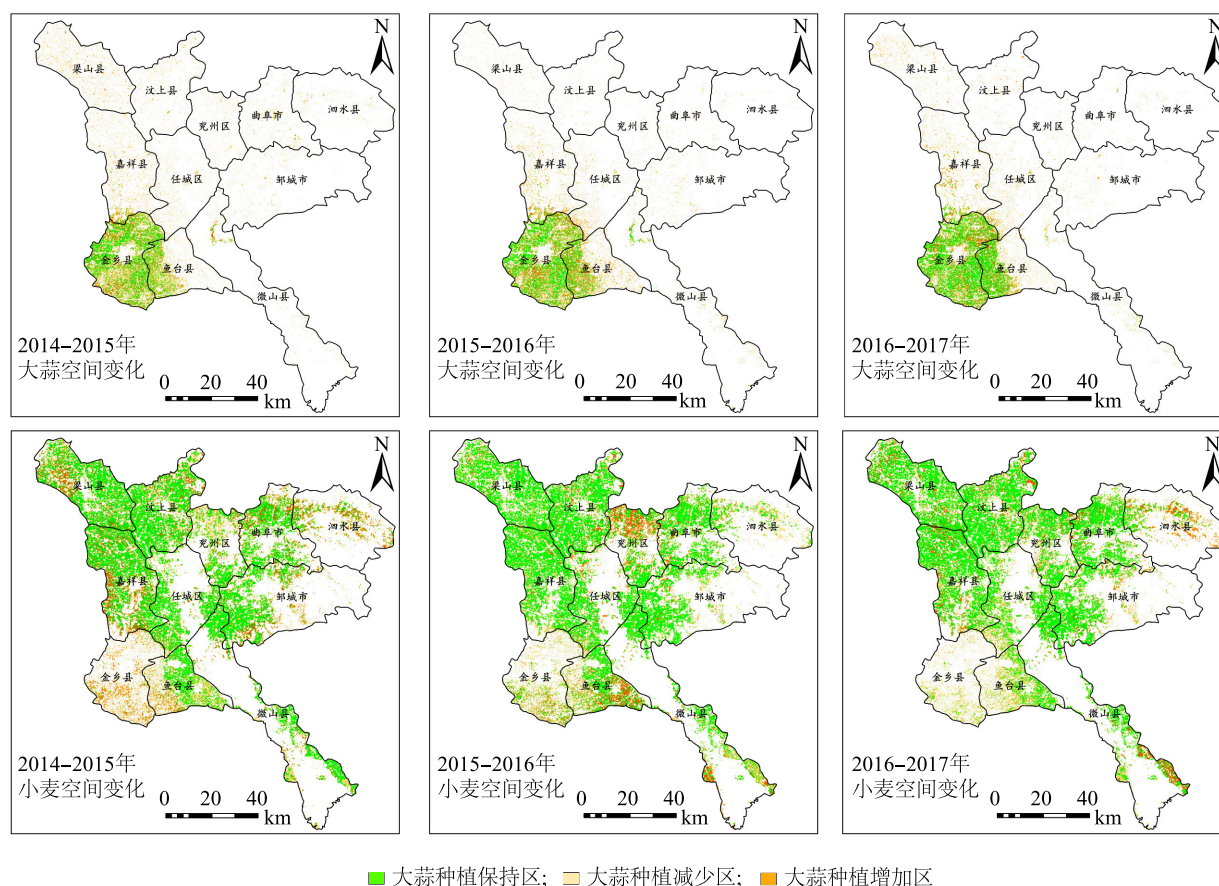 N
梁山县
汶上县
兖州区
曲阜市
泗水县
嘉祥县
任城区
邹城市
金乡县
鱼台县
微山县
2014–2015年
大蒜空间变化
0 20 40
km
N
梁山县
汶上县
兖州区
曲阜市
泗水县
嘉祥县
任城区
邹城市
金乡县
鱼台县
微山县
2015–2016年
大蒜空间变化
0 20 40
km
N
梁山县
汶上县
兖州区
曲阜市
泗水县
嘉祥县
任城区
邹城市
金乡县
鱼台县
微山县
2016–2017年
大蒜空间变化
0 20 40
km
N
梁山县
汶上县
兖州区
曲阜市
泗水县
嘉祥县
任城区
邹城市
金乡县
鱼台县
微山县
2014–2015年
小麦空间变化
0 20 40
km
N
梁山县
汶上县
兖州区
曲阜市
泗水县
嘉祥县
任城区
邹城市
金乡县
鱼台县
微山县
2015–2016年
小麦空间变化
0 20 40
km
N
梁山县
汶上县
兖州区
曲阜市
泗水县
嘉祥县
任城区
邹城市
金乡县
鱼台县
微山县
2016–2017年
小麦空间变化
0 20 40
km
大蒜种植保持区; 大蒜种植减少区; 大蒜种植增加区